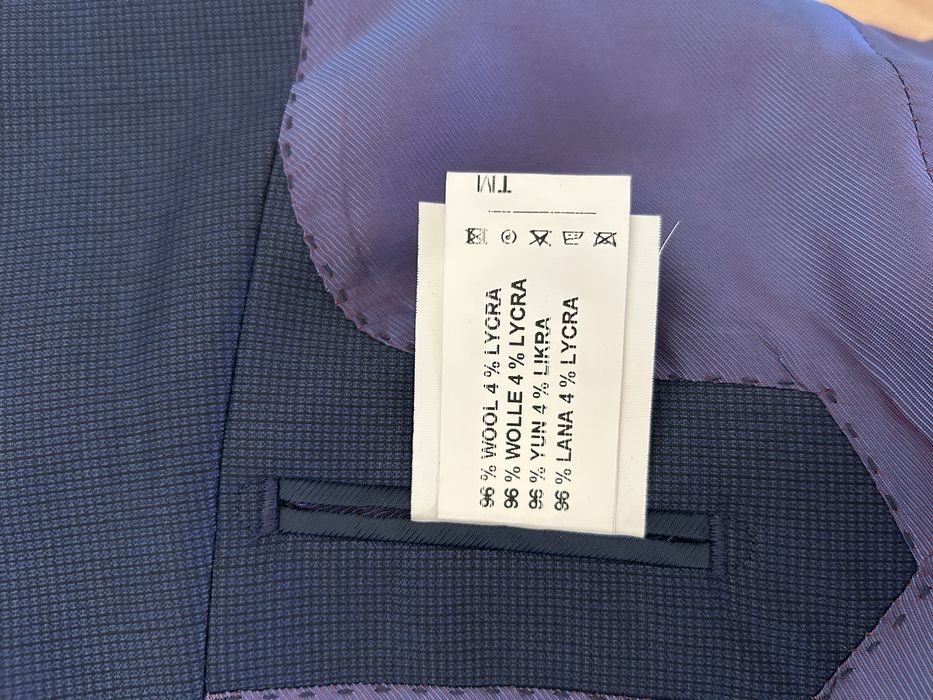 96 % WOOL 4 % LYCRA
96 % WOLLE 4 % LYCRA
96 % YUN 4 % LIKRA
96 % LANA 4 % LYCRA